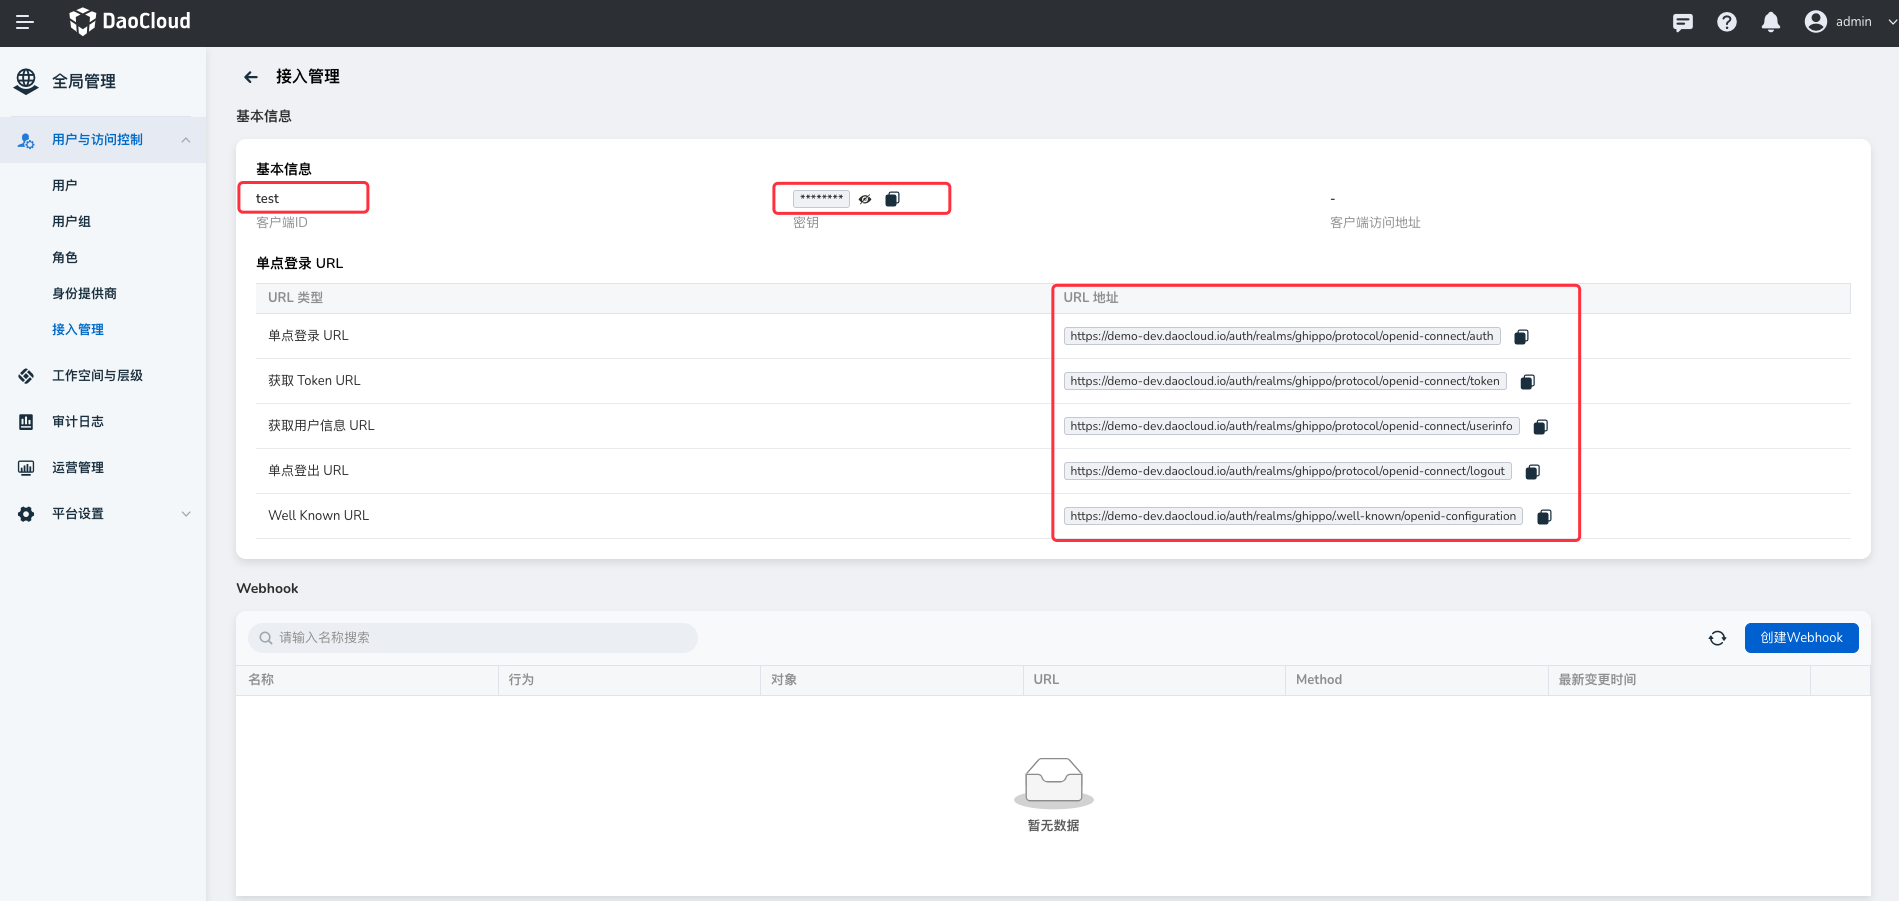 DaoCloud
admin
全局管理
用户与访问控制
用户
用户组
角色
身份提供商
接入管理
工作空间与层级
审计日志
运营管理
平台设置
接入管理
基本信息
基本信息
test
客户端ID
********
密钥
-
客户端访问地址
单点登录 URL
URL 类型 URL 地址
单点登录 URL https://demo-dev.daocloud.io/auth/realms/ghippo/protocol/openid-connect/auth
获取 Token URL https://demo-dev.daocloud.io/auth/realms/ghippo/protocol/openid-connect/token
获取用户信息 URL https://demo-dev.daocloud.io/auth/realms/ghippo/protocol/openid-connect/userinfo
单点登出 URL https://demo-dev.daocloud.io/auth/realms/ghippo/protocol/openid-connect/logout
Well Known URL https://demo-dev.daocloud.io/auth/realms/ghippo/.well-known/openid-configuration
Webhook
请输入名称搜索
创建Webhook
名称 行为 对象 URL Method 最新变更时间
暂无数据